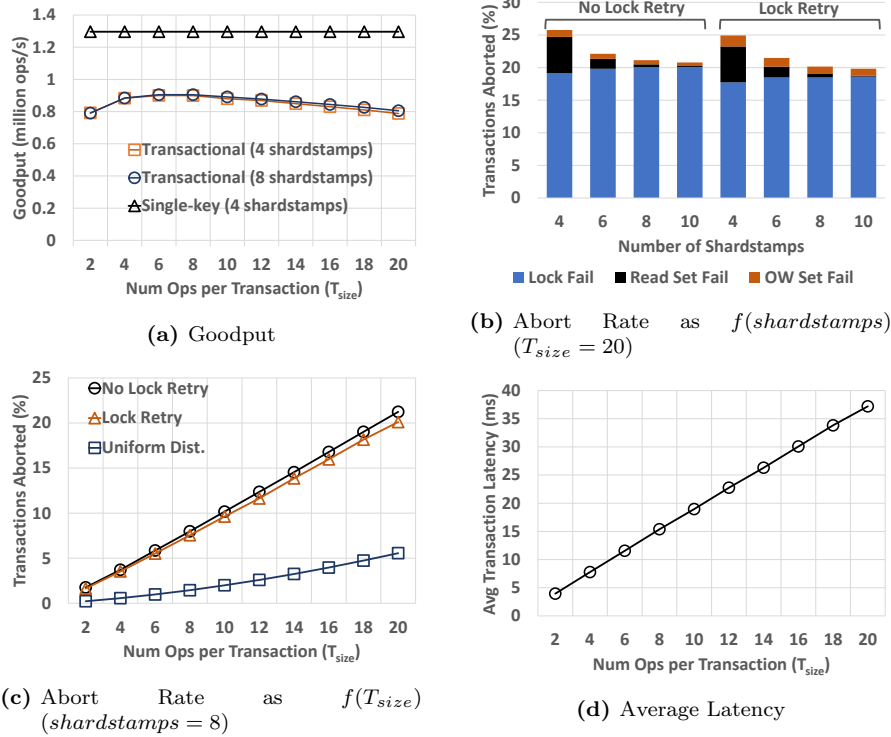 1.4
1.2
1
0.8
0.6
0.4
0.2
0
Goodput (million ops/s)
Transactional (4 shardstamps)
Transactional (8 shardstamps)
Single-key (4 shardstamps)
2 4 6 8 10 12 14 16 18 20
Num Ops per Transaction (Tsize)
(a) Goodput
30
25
20
15
10
5
0
Transactions Aborted (%)
No Lock Retry
Lock Retry
4 6 8 10 4 6 8 10
Number of Shardstamps
Lock Fail Read Set Fail OW Set Fail
(b) Abort Rate as f(shardstamps)
(Tsize = 20)
25
20
15
10
5
0
Transactions Aborted (%)
No Lock Retry
Lock Retry
Uniform Dist.
2 4 6 8 10 12 14 16 18 20
Num Ops per Transaction (Tsize)
(c) Abort Rate as f(Tsize)
(shardstamps = 8)
40
35
30
25
20
15
10
5
0
Avg Transaction Latency (ms)
2 4 6 8 10 12 14 16 18 20
Num Ops per Transaction (Tsize)
(d) Average Latency